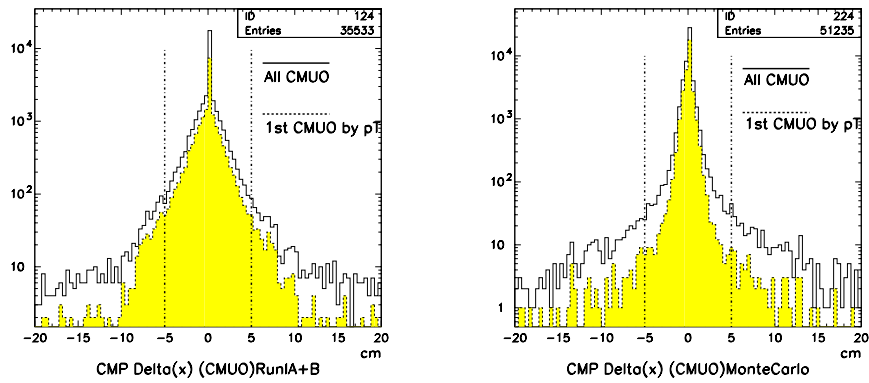 ID 124
Entries 35533
10^4
10^3
10^2
10
All CMUO
1st CMUO by pT
-20 -15 -10 -5 0 5 10 15 20
cm
CMP Delta(x) (CMUO)RunIA+B
ID 224
Entries 51235
10^4
10^3
10^2
10
1
All CMUO
1st CMUO by pT
-20 -15 -10 -5 0 5 10 15 20
cm
CMP Delta(x) (CMUO)MonteCarlo